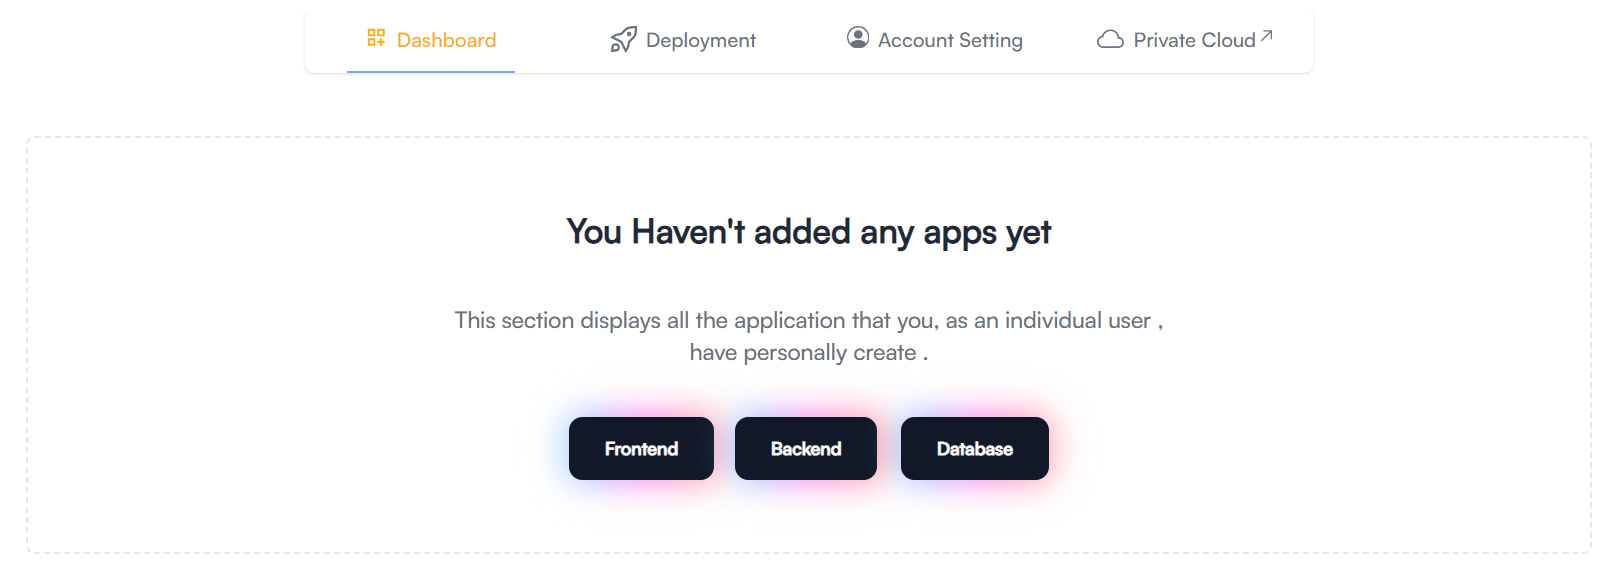 Dashboard
Deployment
Account Setting
Private Cloud
You Haven't added any apps yet
This section displays all the application that you, as an individual user ,
have personally create .
Frontend
Backend
Database